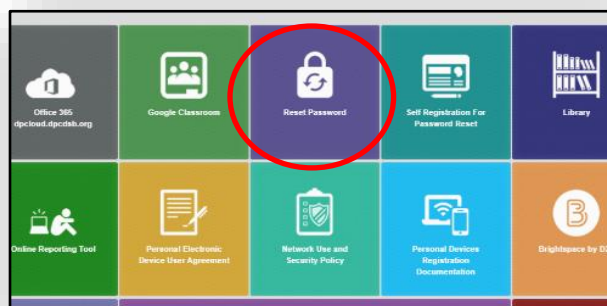 Office 365
dpcloud.dpcdsb.org
Google Classroom
Reset Password
Self Registration For
Password Reset
Library
Online Reporting Tool
Personal Electronic
Device User Agreement
Network Use and
Security Policy
Personal Devices
Registration
Documentation
B
Brightspace by